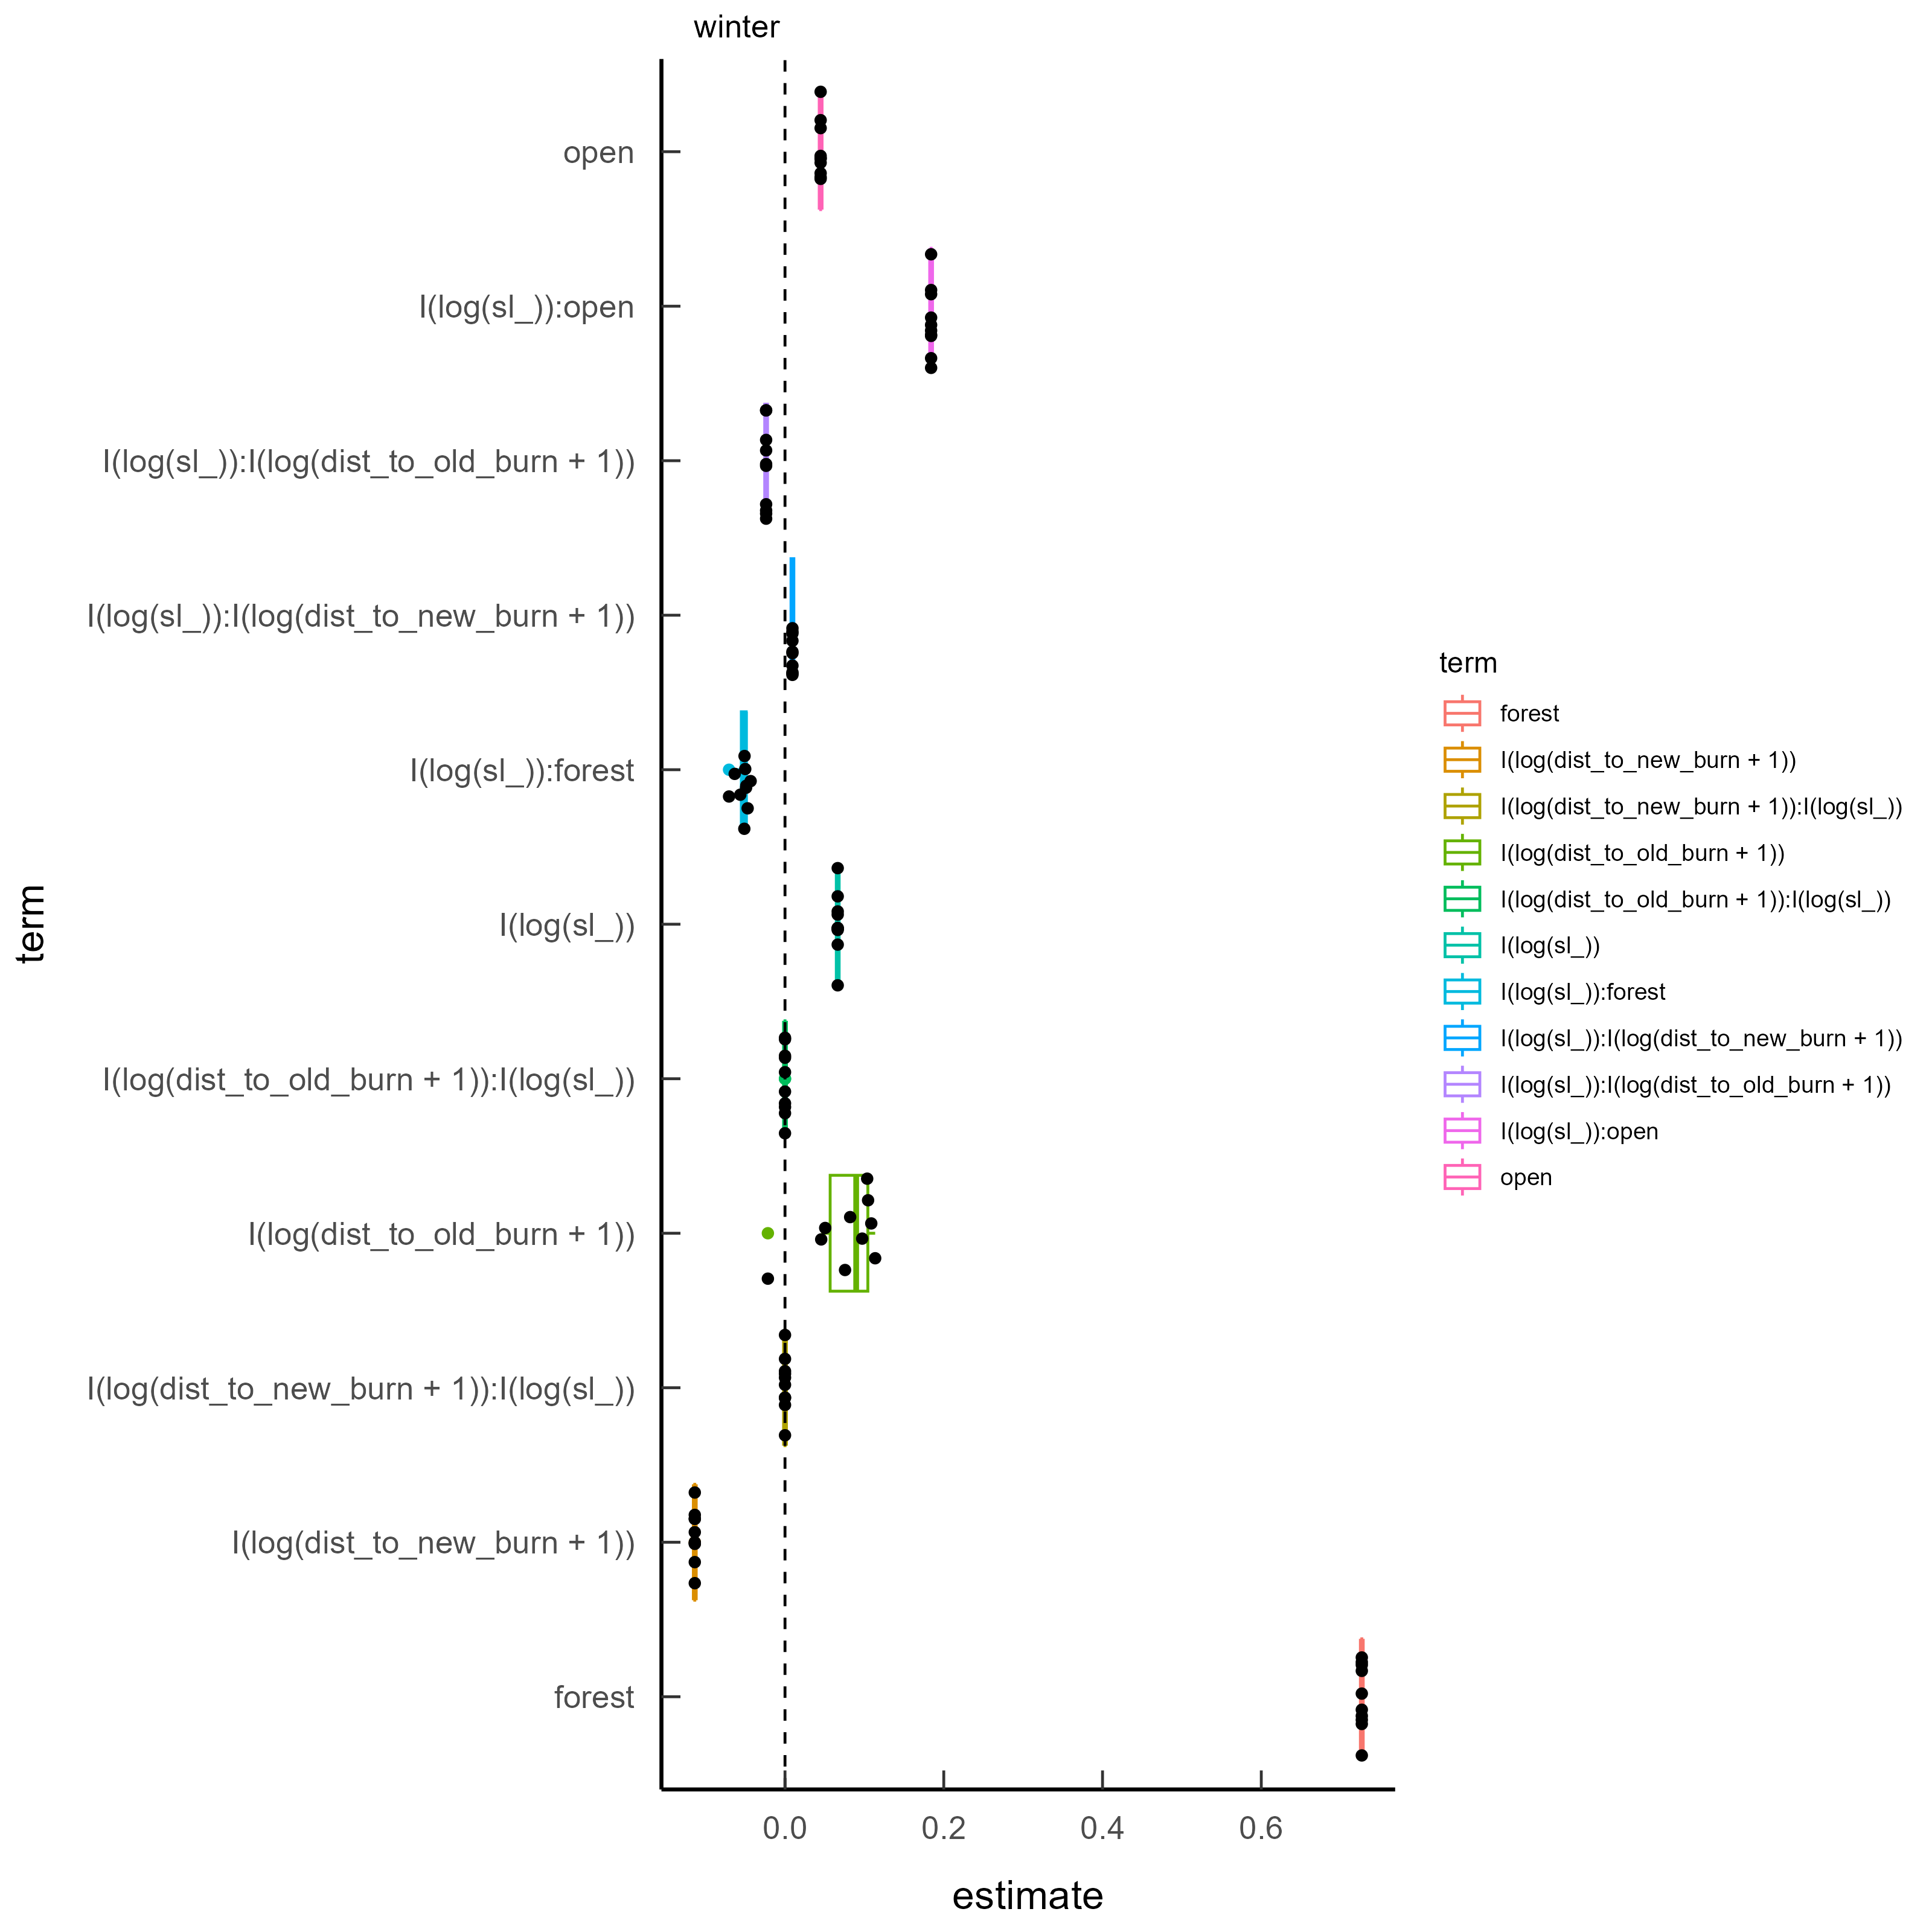 winter
open
I(log(sl_)):open
I(log(sl_)):I(log(dist_to_old_burn + 1))
I(log(sl_)):I(log(dist_to_new_burn + 1))
I(log(sl_)):forest
I(log(sl_))
I(log(dist_to_old_burn + 1)):I(log(sl_))
I(log(dist_to_old_burn + 1))
I(log(dist_to_new_burn + 1)):I(log(sl_))
I(log(dist_to_new_burn + 1))
forest
term
0.0 0.2 0.4 0.6
estimate
term
forest
I(log(dist_to_new_burn + 1))
I(log(dist_to_new_burn + 1)):I(log(sl_))
I(log(dist_to_old_burn + 1))
I(log(dist_to_old_burn + 1)):I(log(sl_))
I(log(sl_))
I(log(sl_)):forest
I(log(sl_)):I(log(dist_to_new_burn + 1))
I(log(sl_)):I(log(dist_to_old_burn + 1))
I(log(sl_)):open
open